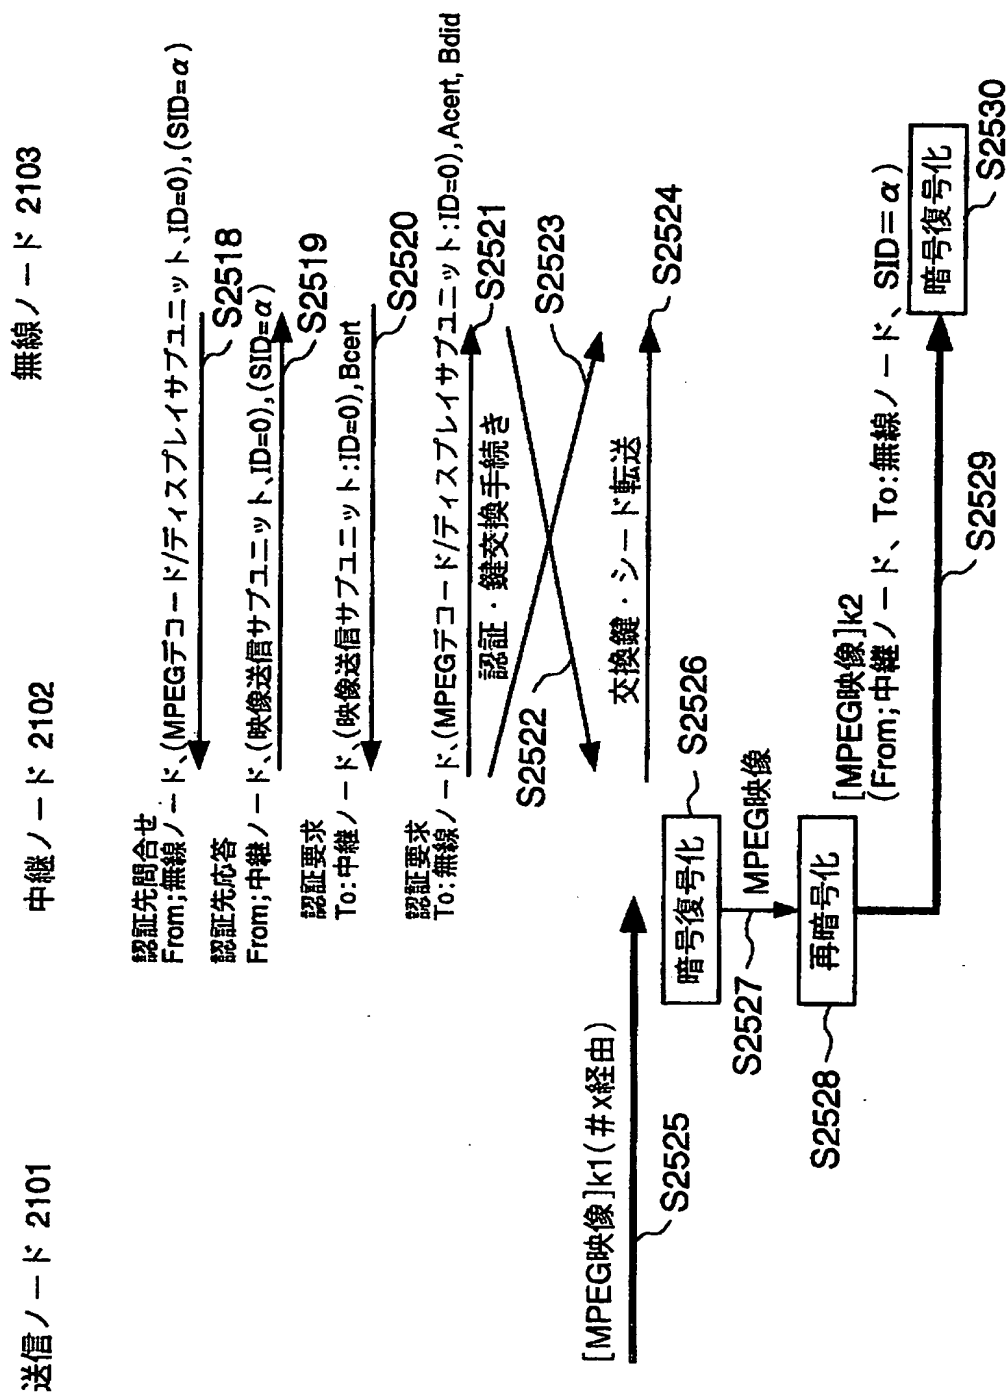 送信ノード 2101
中継ノード 2102
無線ノード 2103
認証先問合せ
From;無線ノード、(MPEGデコード/ディスプレイサブユニット、ID=0),(SID=α)
S2518
認証先応答
From;中継ノード、(映像送信サブユニット、ID=0),(SID=α)
S2519
認証要求
To:中継ノード、(映像送信サブユニット:ID=0),Bcert
S2520
認証要求
To:無線ノード、(MPEGデコード/ディスプレイサブユニット:ID=0),Acert, Bdid
S2521
認証・鍵交換手続き
S2522
S2523
交換鍵・シード転送
S2524
[MPEG映像]k1(#x経由)
S2525
暗号復号化
S2526
MPEG映像
S2527
再暗号化
S2528
[MPEG映像]k2
(From;中継ノード、To:無線ノード、SID=α)
S2529
暗号復号化
S2530